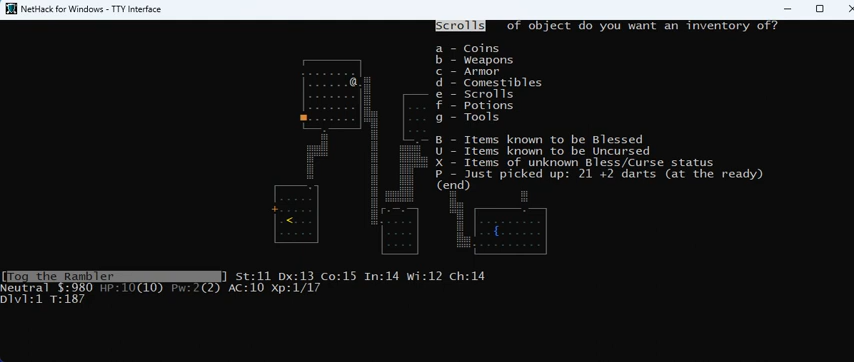 NetHack for Windows - TTY Interface
Scrolls of object do you want an inventory of?
a - Coins
b - Weapons
c - Armor
d - Comestibles
e - Scrolls
f - Potions
g - Tools
B - Items known to be Blessed
U - Items known to be Uncursed
X - Items of unknown Bless/Curse status
P - Just picked up: 21 +2 darts (at the ready)
(end)
[Tog the Rambler ] St:11 Dx:13 Co:15 In:14 Wi:12 Ch:14
Neutral $:980 HP:10(10) Pw:2(2) AC:10 Xp:1/17
Dlvl:1 T:187